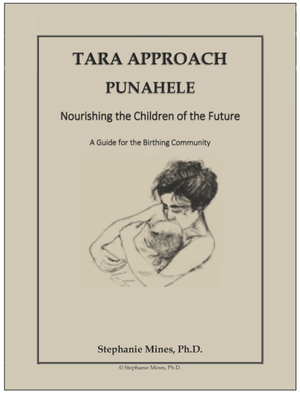 TARA APPROACH
PUNAHELE
Nourishing the Children of the Future
A Guide for the Birthing Community
Stephanie Mines, Ph.D.
© Stephanie Mines, Ph.D.